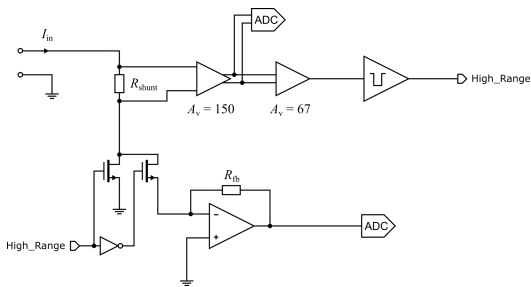 I_in
ADC
R_shunt
A_v = 150
A_v = 67
High_Range
R_fb
−
+
High_Range
ADC